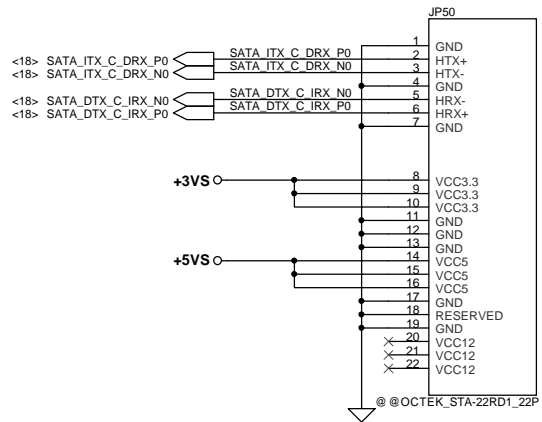 JP50
1 GND
<18> SATA_ITX_C_DRX_P0 SATA_ITX_C_DRX_P0 2 HTX+
<18> SATA_ITX_C_DRX_N0 SATA_ITX_C_DRX_N0 3 HTX-
4 GND
<18> SATA_DTX_C_IRX_N0 SATA_DTX_C_IRX_N0 5 HRX-
<18> SATA_DTX_C_IRX_P0 SATA_DTX_C_IRX_P0 6 HRX+
7 GND
+3VS 8 VCC3.3
9 VCC3.3
10 VCC3.3
11 GND
12 GND
13 GND
+5VS 14 VCC5
15 VCC5
16 VCC5
17 GND
18 RESERVED
19 GND
20 VCC12
21 VCC12
22 VCC12
@ @OCTEK_STA-22RD1_22P